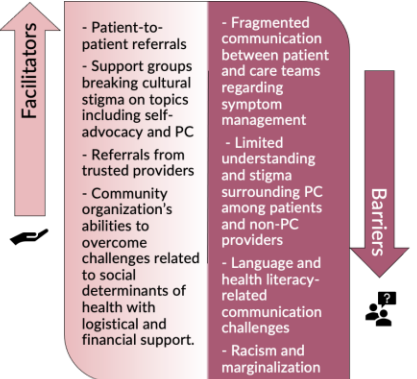 Facilitators
- Patient-to-
patient referrals
- Support groups
breaking cultural
stigma on topics
including self-
advocacy and PC
- Referrals from
trusted providers
- Community
organization's
abilities to
overcome
challenges related
to social
determinants of
health with
logistical and
financial support.
- Fragmented
communication
between patient
and care teams
regarding
symptom
management
- Limited
understanding
and stigma
surrounding PC
among patients
and non-PC
providers
- Language and
health literacy-
related
communication
challenges
- Racism and
marginalization
Barriers
?